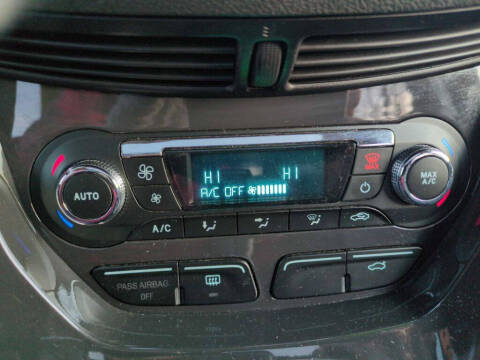 HI HI
A/C OFF
AUTO
MAX
A/C
A/C
PASS AIRBAG
OFF